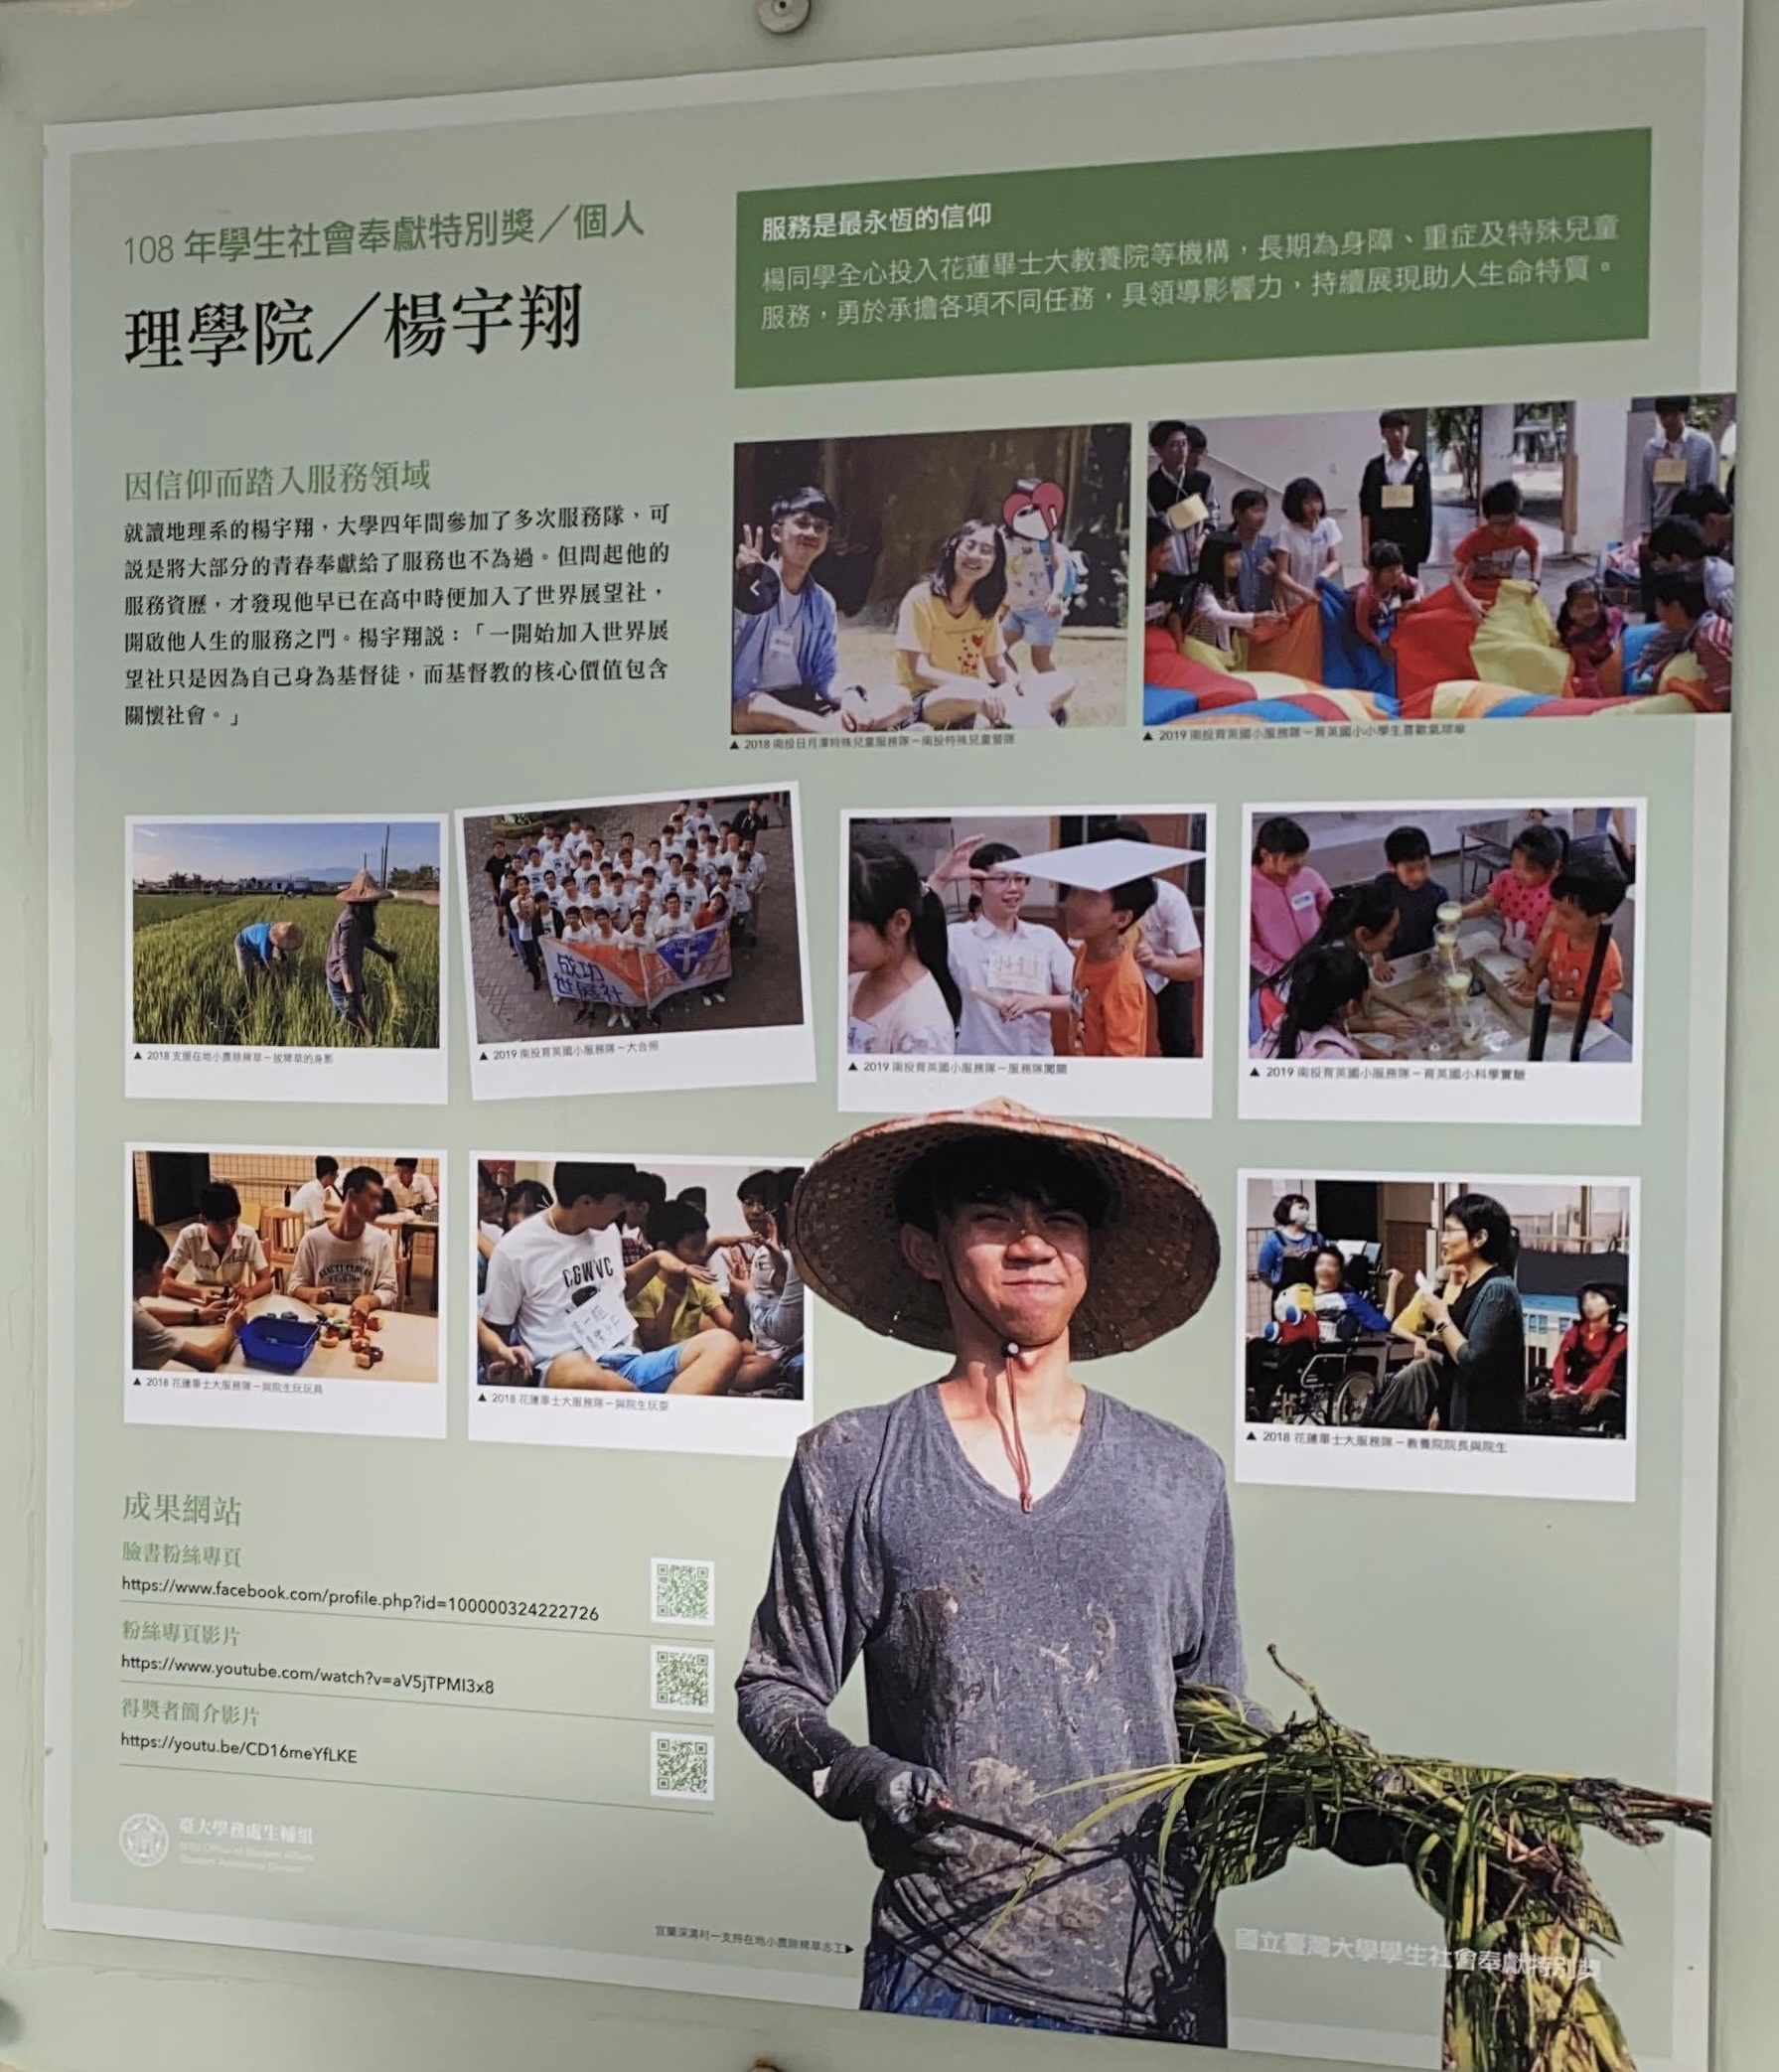 108 年學生社會奉獻特別獎／個人
理學院／楊宇翔
服務是最永恆的信仰
楊同學全心投入花蓮畢士大教養院等機構，長期為身障、重症及特殊兒童
服務，勇於承擔各項不同任務，具領導影響力，持續展現助人生命特質。
因信仰而踏入服務領域
就讀地理系的楊宇翔，大學四年間參加了多次服務隊，可
說是將大部分的青春奉獻給了服務也不為過。但問起他的
服務資歷，才發現他早已在高中時便加入了世界展望社，
開啟他人生的服務之門。楊宇翔說：「一開始加入世界展
望社只是因為自己身為基督徒，而基督教的核心價值包含
關懷社會。」
▲ 2018 南投日月潭特殊兒童服務隊－南投特殊兒童營隊
▲ 2019 南投育英國小服務隊－育英國小小學生喜歡氣球傘
成功
世展社
▲ 2018 支援在地小農除稗草－拔稗草的身影
▲ 2019 南投育英國小服務隊－大合照
▲ 2019 南投育英國小服務隊－服務隊闖關
▲ 2019 南投育英國小服務隊－育英國小科學實驗
CGWVC
▲ 2018 花蓮畢士大服務隊－與院生玩玩具
▲ 2018 花蓮畢士大服務隊－與院生玩耍
▲ 2018 花蓮畢士大服務隊－教養院院長與院生
成果網站
臉書粉絲專頁
https://www.facebook.com/profile.php?id=100000324222726
粉絲專頁影片
https://www.youtube.com/watch?v=aV5jTPMI3x8
得獎者簡介影片
https://youtu.be/CD16meYfLKE
臺大學務處生輔組
NTU Office of Student Affairs
Student Assistance Division
宜蘭深溝村－支持在地小農除稗草志工▶
國立臺灣大學學生社會奉獻特別獎